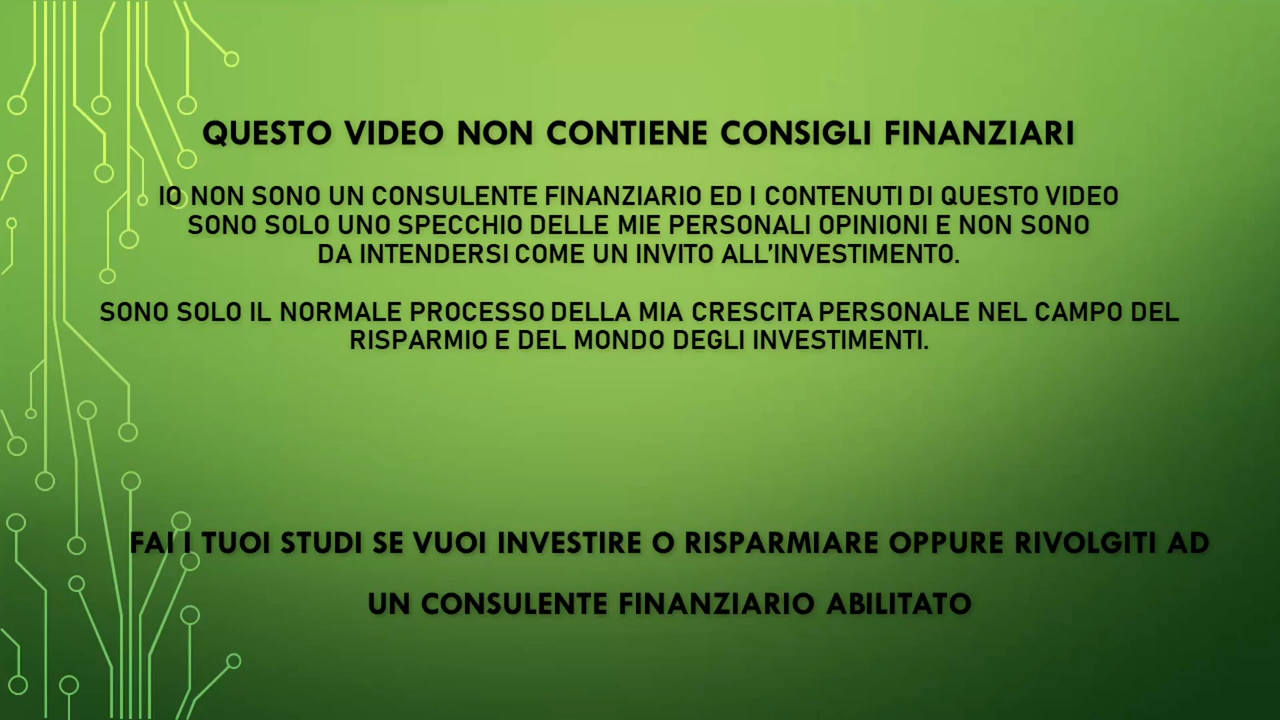 QUESTO VIDEO NON CONTIENE CONSIGLI FINANZIARI
IO NON SONO UN CONSULENTE FINANZIARIO ED I CONTENUTI DI QUESTO VIDEO
SONO SOLO UNO SPECCHIO DELLE MIE PERSONALI OPINIONI E NON SONO
DA INTENDERSI COME UN INVITO ALL'INVESTIMENTO.
SONO SOLO IL NORMALE PROCESSO DELLA MIA CRESCITA PERSONALE NEL CAMPO DEL
RISPARMIO E DEL MONDO DEGLI INVESTIMENTI.
FAI I TUOI STUDI SE VUOI INVESTIRE O RISPARMIARE OPPURE RIVOLGITI AD
UN CONSULENTE FINANZIARIO ABILITATO